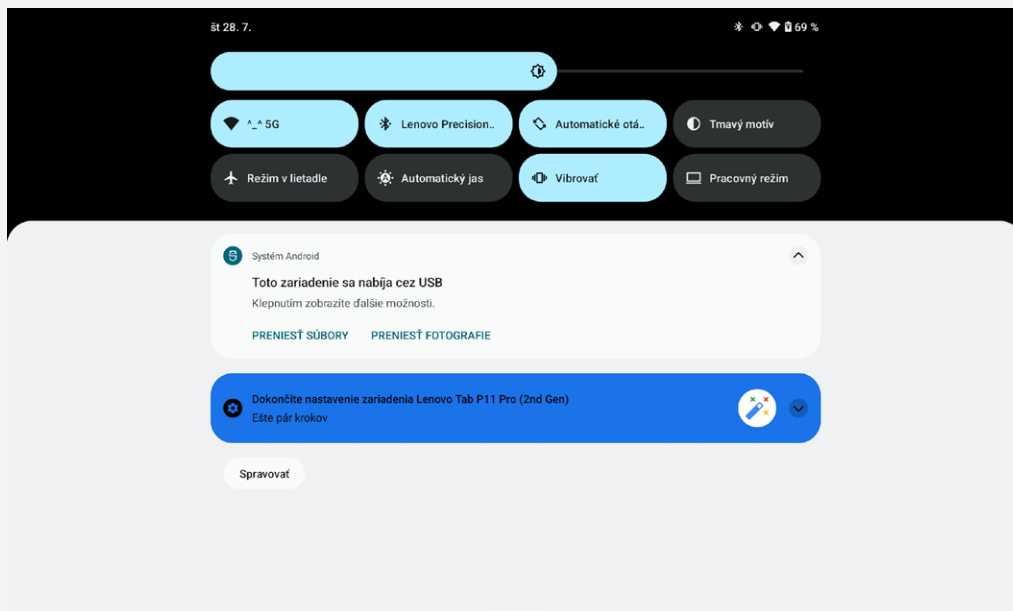 št 28. 7.
69 %
^_^ 5G
Lenovo Precision..
Automatické otá..
Tmavý motív
Režim v lietadle
Automatický jas
Vibrovať
Pracovný režim
Systém Android
Toto zariadenie sa nabíja cez USB
Klepnutím zobrazíte ďalšie možnosti.
PRENIESŤ SÚBORY PRENIESŤ FOTOGRAFIE
Dokončite nastavenie zariadenia Lenovo Tab P11 Pro (2nd Gen)
Ešte pár krokov
Spravovať